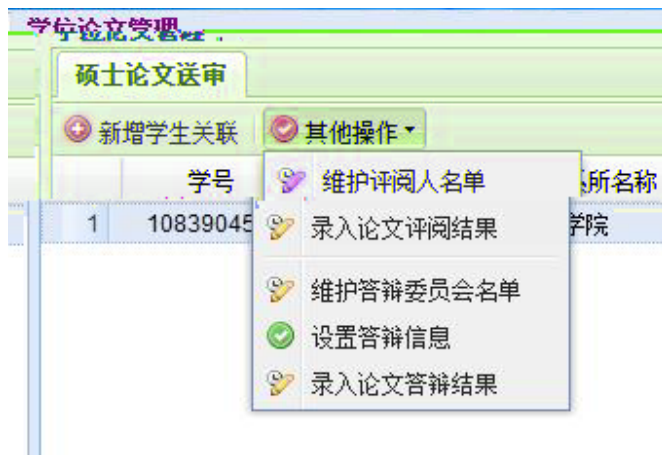 学位论文管理
硕士论文送审
新增学生关联 其他操作
学号 维护评阅人名单 所名称
1 10839045 录入论文评阅结果 学院
维护答辩委员会名单
设置答辩信息
录入论文答辩结果